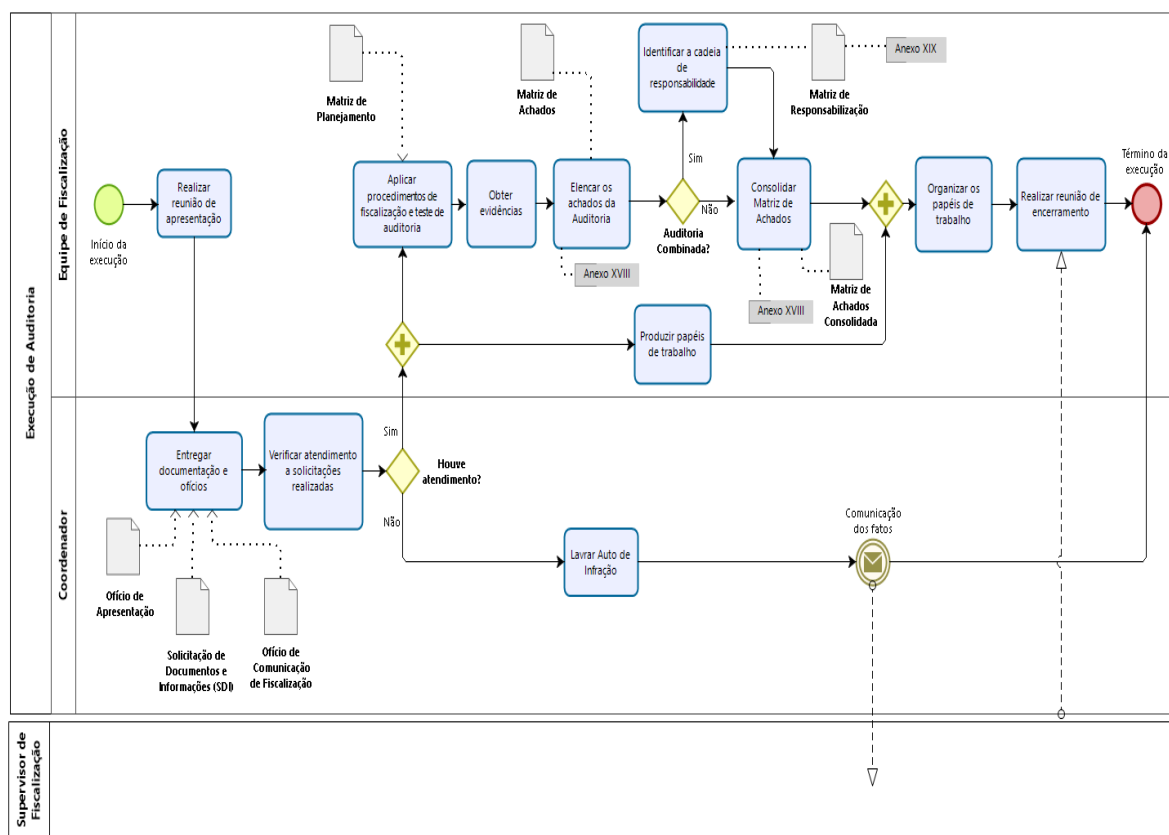 Execução de Auditoria
Equipe de Fiscalização
Início da
execução
Realizar
reunião de
apresentação
Matriz de
Planejamento
Aplicar
procedimentos de
fiscalização e teste de
auditoria
Obter
evidências
Matriz de
Achados
Elencar os
achados da
Auditoria
Anexo XVIII
Auditoria
Combinada?
Sim
Não
Identificar a cadeia
de
responsabilidade
Matriz de
Responsabilização
Anexo XIX
Consolidar
Matriz de
Achados
Anexo XVIII
Matriz de
Achados
Consolidada
Produzir papéis
de trabalho
Organizar os
papéis de
trabalho
Realizar reunião de
encerramento
Término da
execução
Coordenador
Entregar
documentação e
ofícios
Ofício de
Apresentação
Solicitação de
Documentos e
Informações (SDI)
Ofício de
Comunicação
de Fiscalização
Verificar atendimento
a solicitações
realizadas
Sim
Houve
atendimento?
Não
Lavrar Auto de
Infração
Comunicação
dos fatos
Supervisor de
Fiscalização